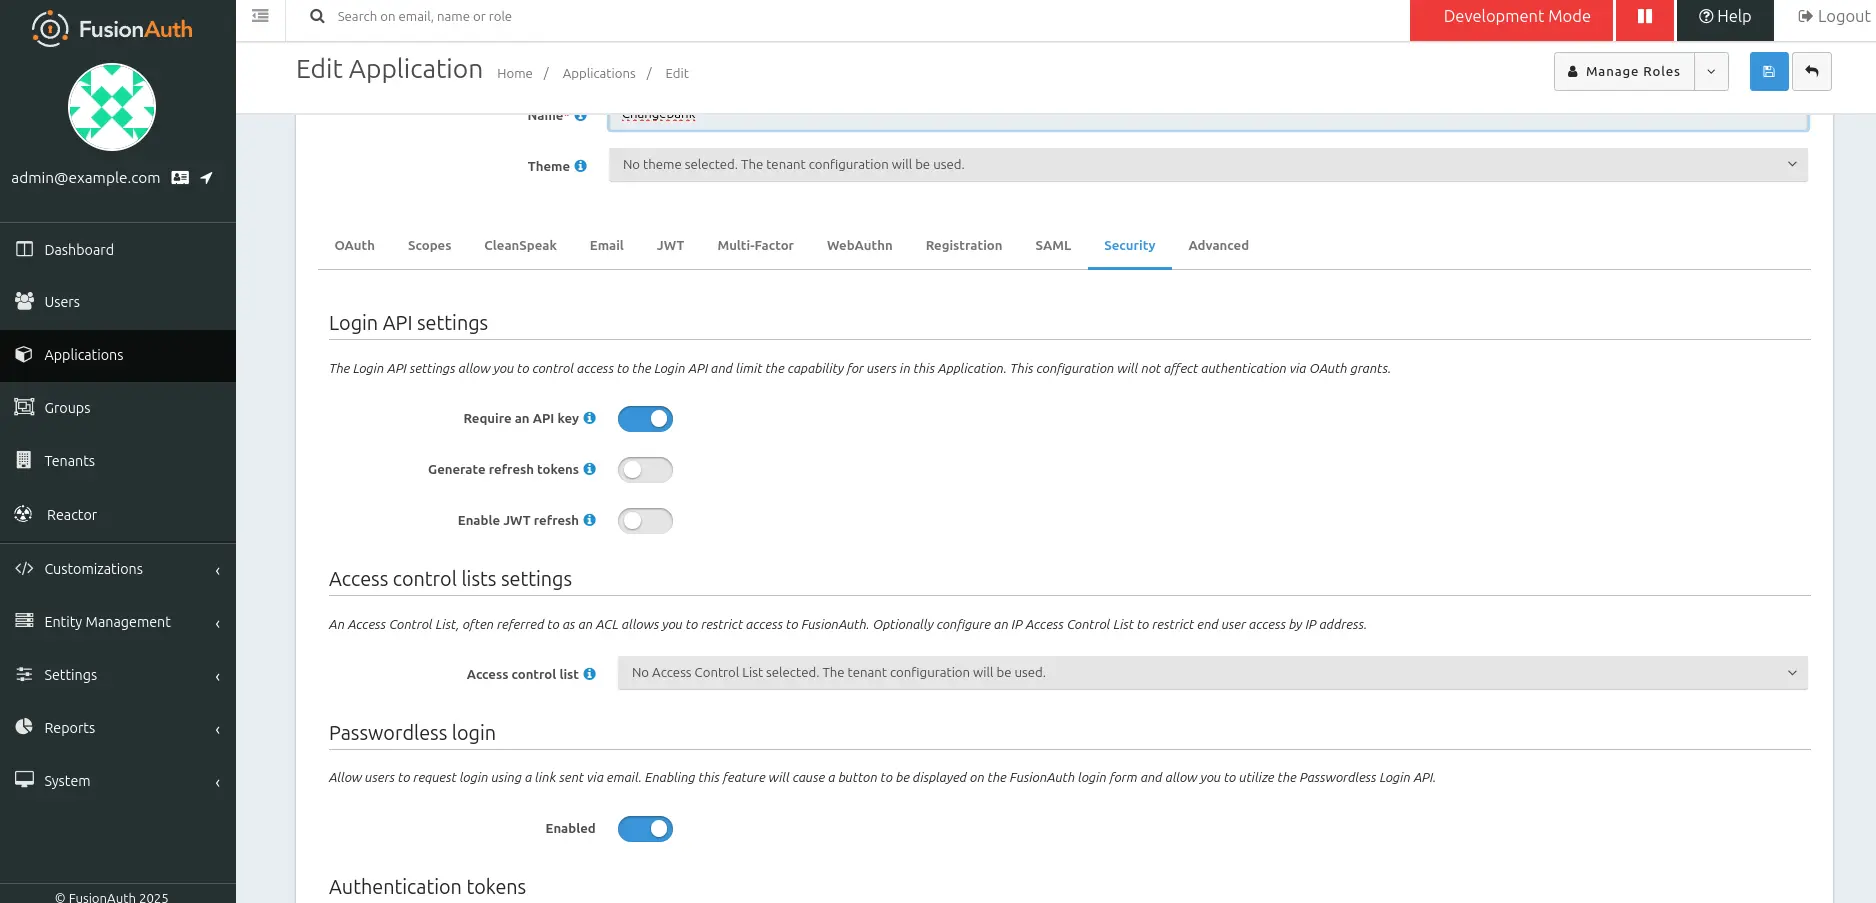 FusionAuth
Search on email, name or role
Development Mode
Help
Logout
Edit Application
Home / Applications / Edit
Manage Roles
admin@example.com
Dashboard
Users
Applications
Groups
Tenants
Reactor
Customizations
Entity Management
Settings
Reports
System
© FusionAuth 2025
Name*
ChangeBank
Theme
No theme selected. The tenant configuration will be used.
OAuth Scopes CleanSpeak Email JWT Multi-Factor WebAuthn Registration SAML Security Advanced
Login API settings
The Login API settings allow you to control access to the Login API and limit the capability for users in this Application. This configuration will not affect authentication via OAuth grants.
Require an API key
Generate refresh tokens
Enable JWT refresh
Access control lists settings
An Access Control List, often referred to as an ACL allows you to restrict access to FusionAuth. Optionally configure an IP Access Control List to restrict end user access by IP address.
Access control list
No Access Control List selected. The tenant configuration will be used.
Passwordless login
Allow users to request login using a link sent via email. Enabling this feature will cause a button to be displayed on the FusionAuth login form and allow you to utilize the Passwordless Login API.
Enabled
Authentication tokens